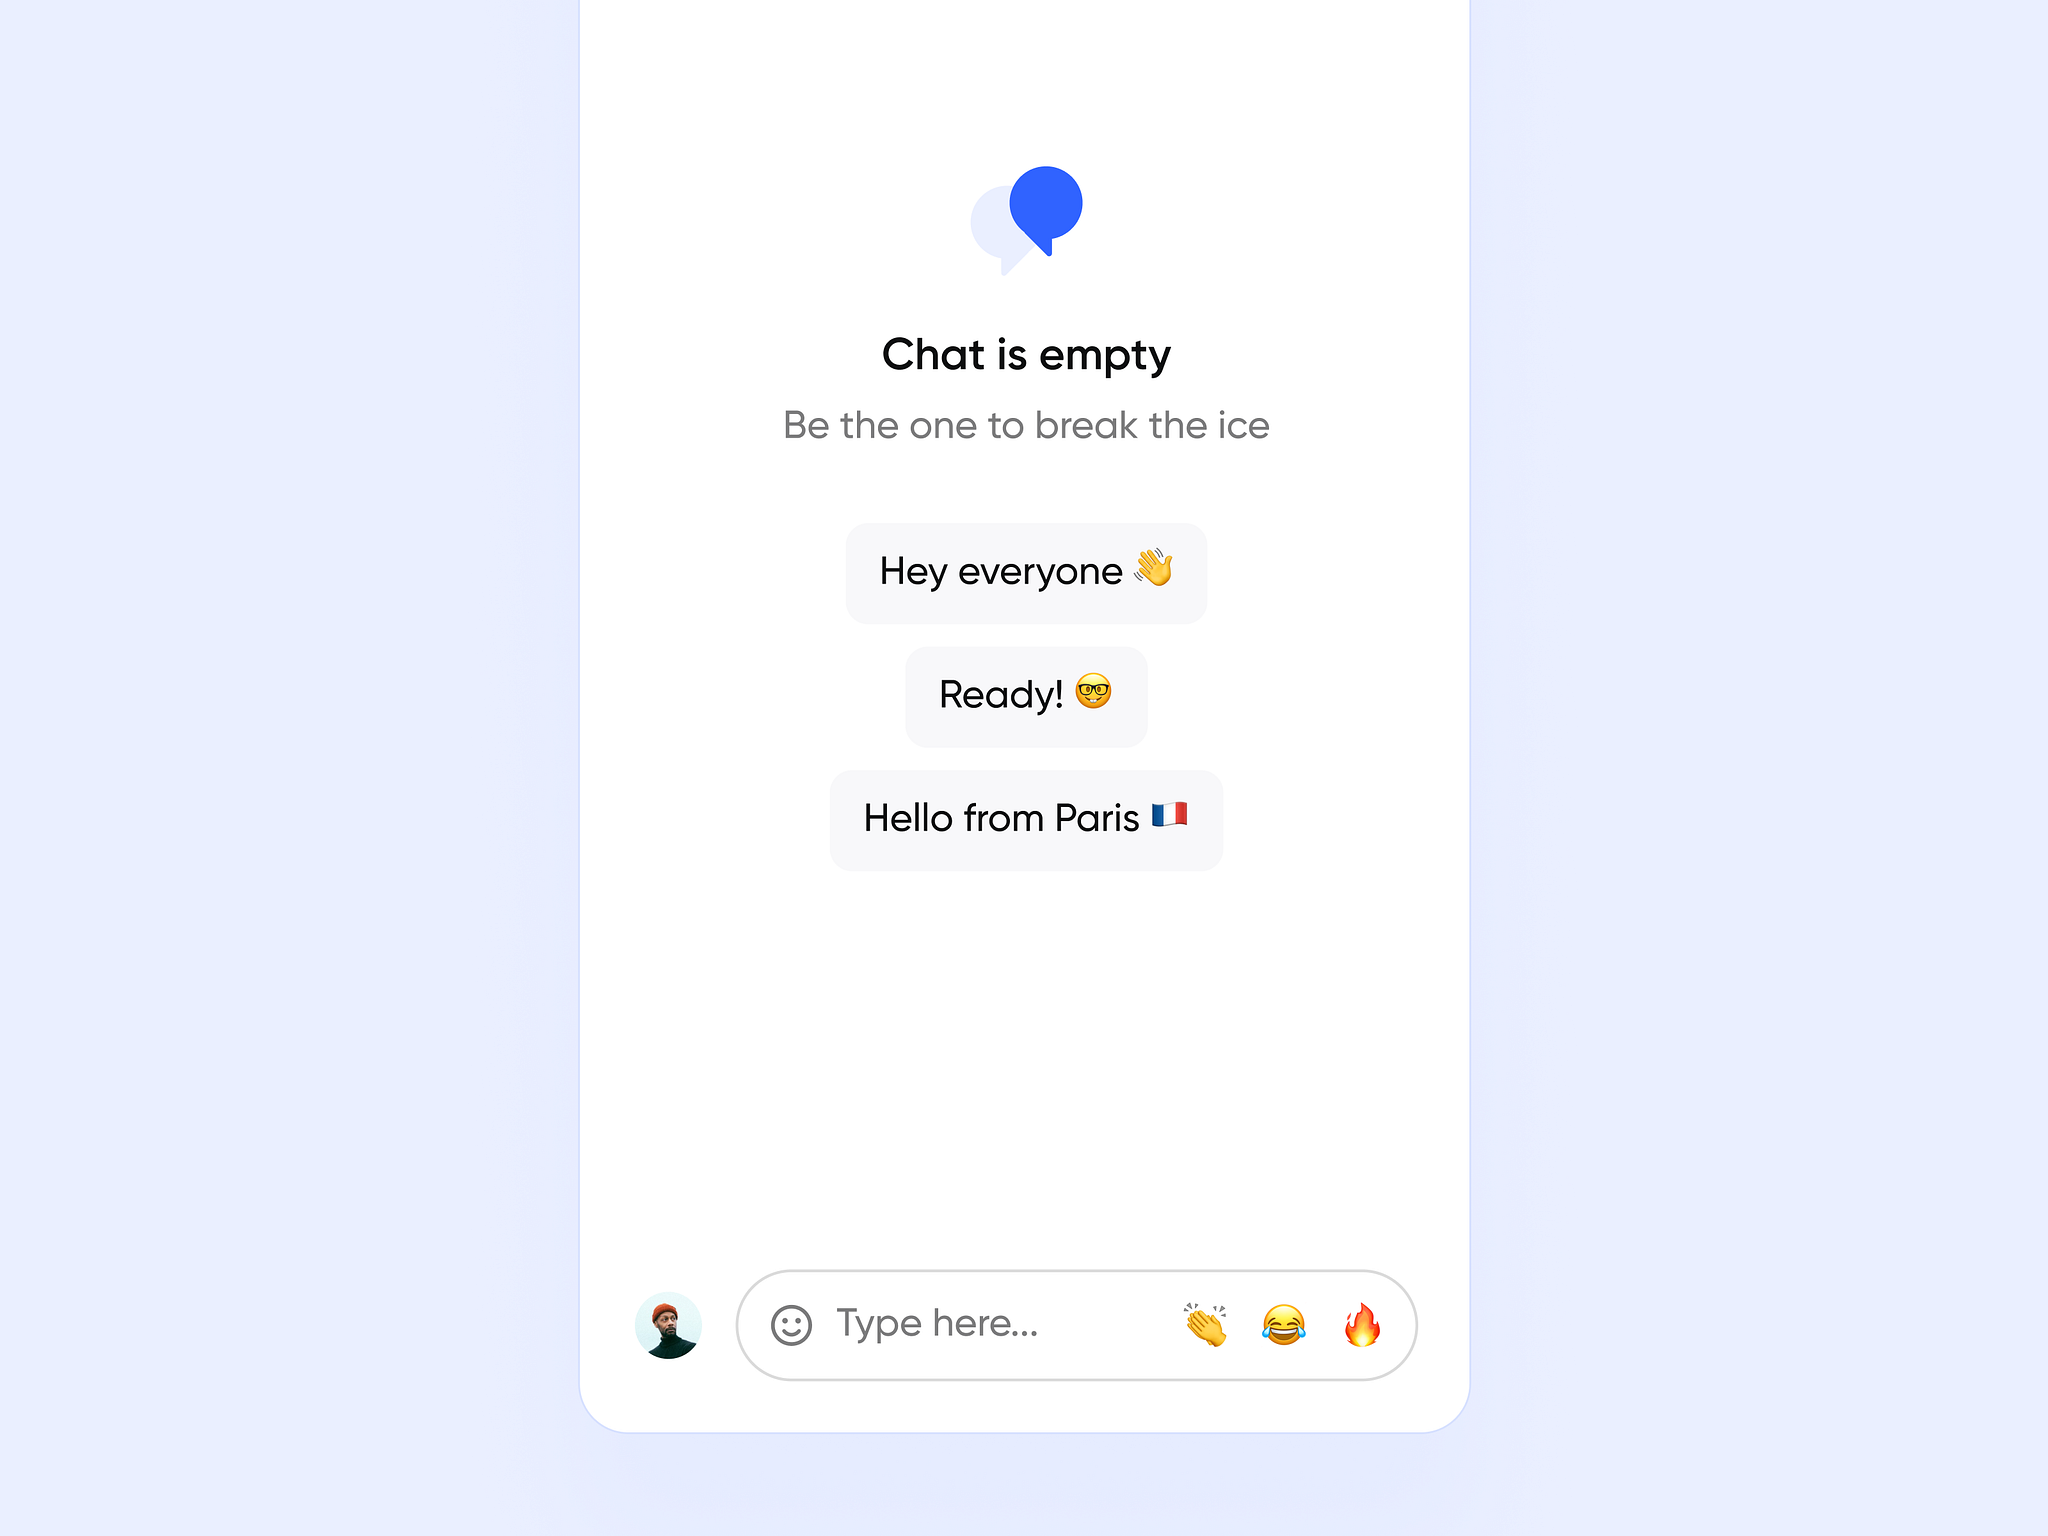 Chat is empty
Be the one to break the ice
Hey everyone 👋
Ready! 🤓
Hello from Paris 🇫🇷
Type here... 👏 😂 🔥